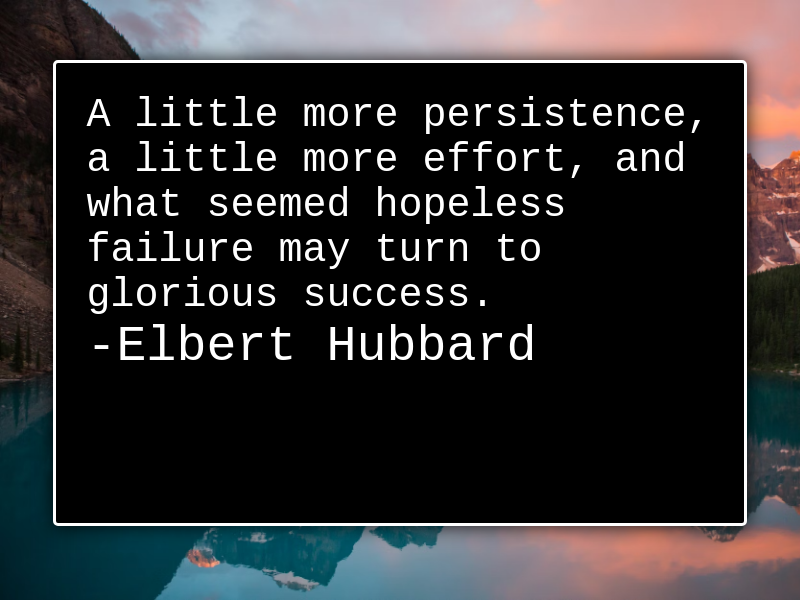 A little more persistence,
a little more effort, and
what seemed hopeless
failure may turn to
glorious success.
-Elbert Hubbard